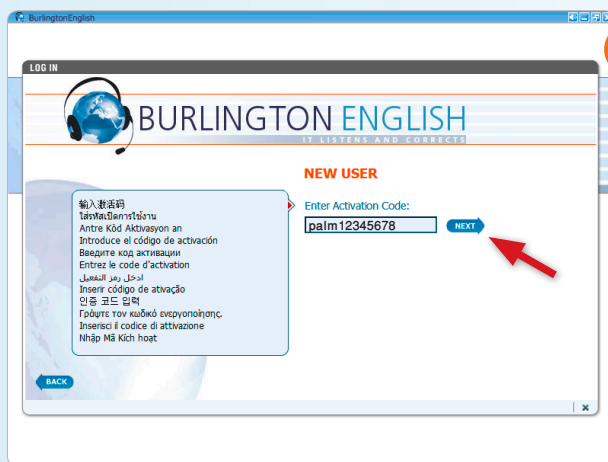 BurlingtonEnglish
LOG IN
BURLINGTON ENGLISH
IT LISTENS AND CORRECTS
NEW USER
输入激活码
ใส่รหัสเปิดการใช้งาน
Antre Kòd Aktivasyon an
Introduce el código de activación
Введите код активации
Entrez le code d'activation
ادخل رمز التفعيل
Inserir código de ativação
인증 코드 입력
Γράψτε τον κωδικό ενεργοποίησης.
Inserisci il codice di attivazione
Nhập Mã Kích hoạt
Enter Activation Code:
palm12345678
NEXT
BACK